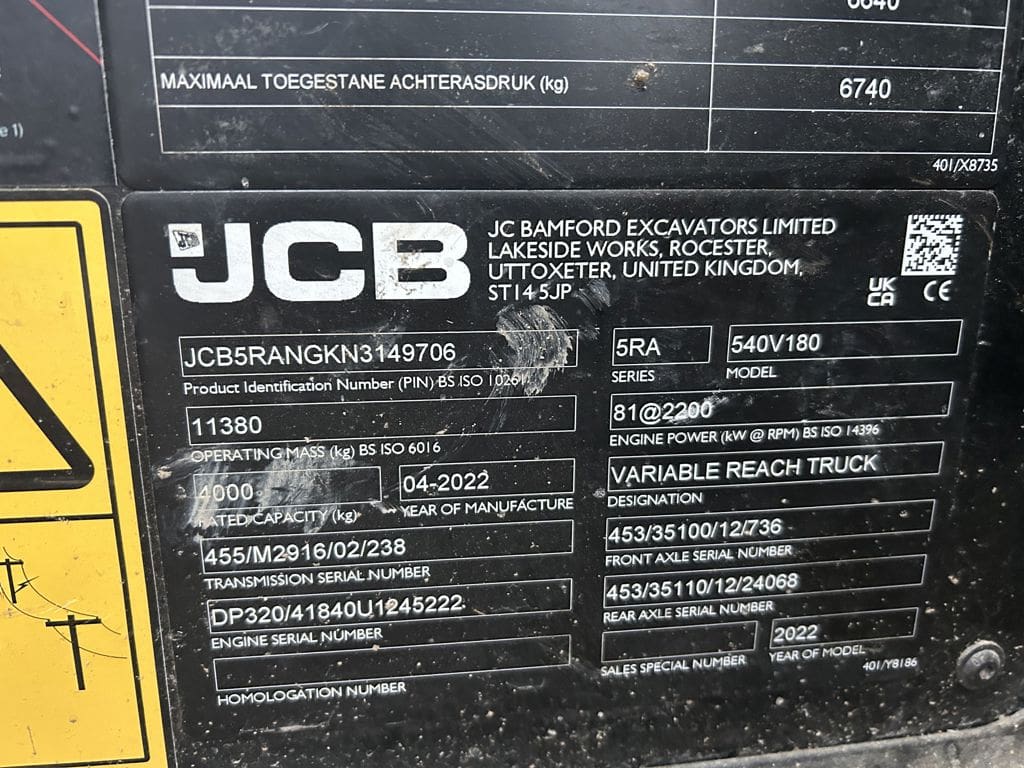 6640
MAXIMAAL TOEGESTANE ACHTERASDRUK (kg) 6740
e 1)
401/X8735
JCB
JC BAMFORD EXCAVATORS LIMITED
LAKESIDE WORKS, ROCESTER,
UTTOXETER, UNITED KINGDOM,
ST14 5JP
UK
CA
CE
JCB5RANGKN3149706
Product Identification Number (PIN) BS ISO 10261
5RA
SERIES
540V180
MODEL
11380
OPERATING MASS (kg) BS ISO 6016
81@2200
ENGINE POWER (kW @ RPM) BS ISO 14396
4000
RATED CAPACITY (kg)
04-2022
YEAR OF MANUFACTURE
VARIABLE REACH TRUCK
DESIGNATION
455/M2916/02/238
TRANSMISSION SERIAL NUMBER
453/35100/12/736
FRONT AXLE SERIAL NUMBER
DP320/41840U1245222
ENGINE SERIAL NUMBER
453/35110/12/24068
REAR AXLE SERIAL NUMBER
HOMOLOGATION NUMBER
SALES SPECIAL NUMBER
2022
YEAR OF MODEL
401/Y8186